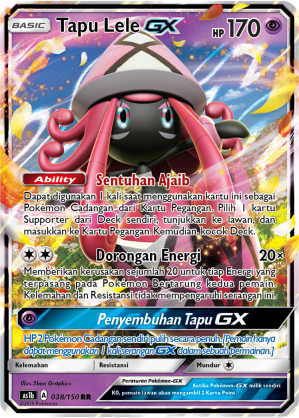 BASIC Tapu Lele GX HP 170
Ability Sentuhan Ajaib
Dapat digunakan 1 kali saat menggunakan kartu ini sebagai
Pokémon Cadangan dari Kartu Pegangan. Pilih 1 kartu
Supporter dari Deck sendiri, tunjukkan ke lawan, dan
masukkan ke Kartu Pegangan. Kemudian kocok Deck.
Dorongan Energi 20×
Memberikan kerusakan sejumlah 20 untuk tiap Energi yang
terpasang pada Pokémon Bertarung kedua pemain.
Kelemahan dan Resistansi tidak mempengaruhi serangan ini.
Penyembuhan Tapu GX
HP 2 Pokémon Cadangan sendiri pulih secara penuh. [Pemain hanya
dapat menggunakan 1 kali serangan GX dalam sebuah permainan.]
Kelemahan Resistansi Mundur
Illus. 5ban Graphics
Peraturan Pokémon-GX
Ketika Pokémon-GX milik sendiri
KO, pemain lawan akan mengambil 2 lembar Kartu Point.
as1b A 038/150 RR